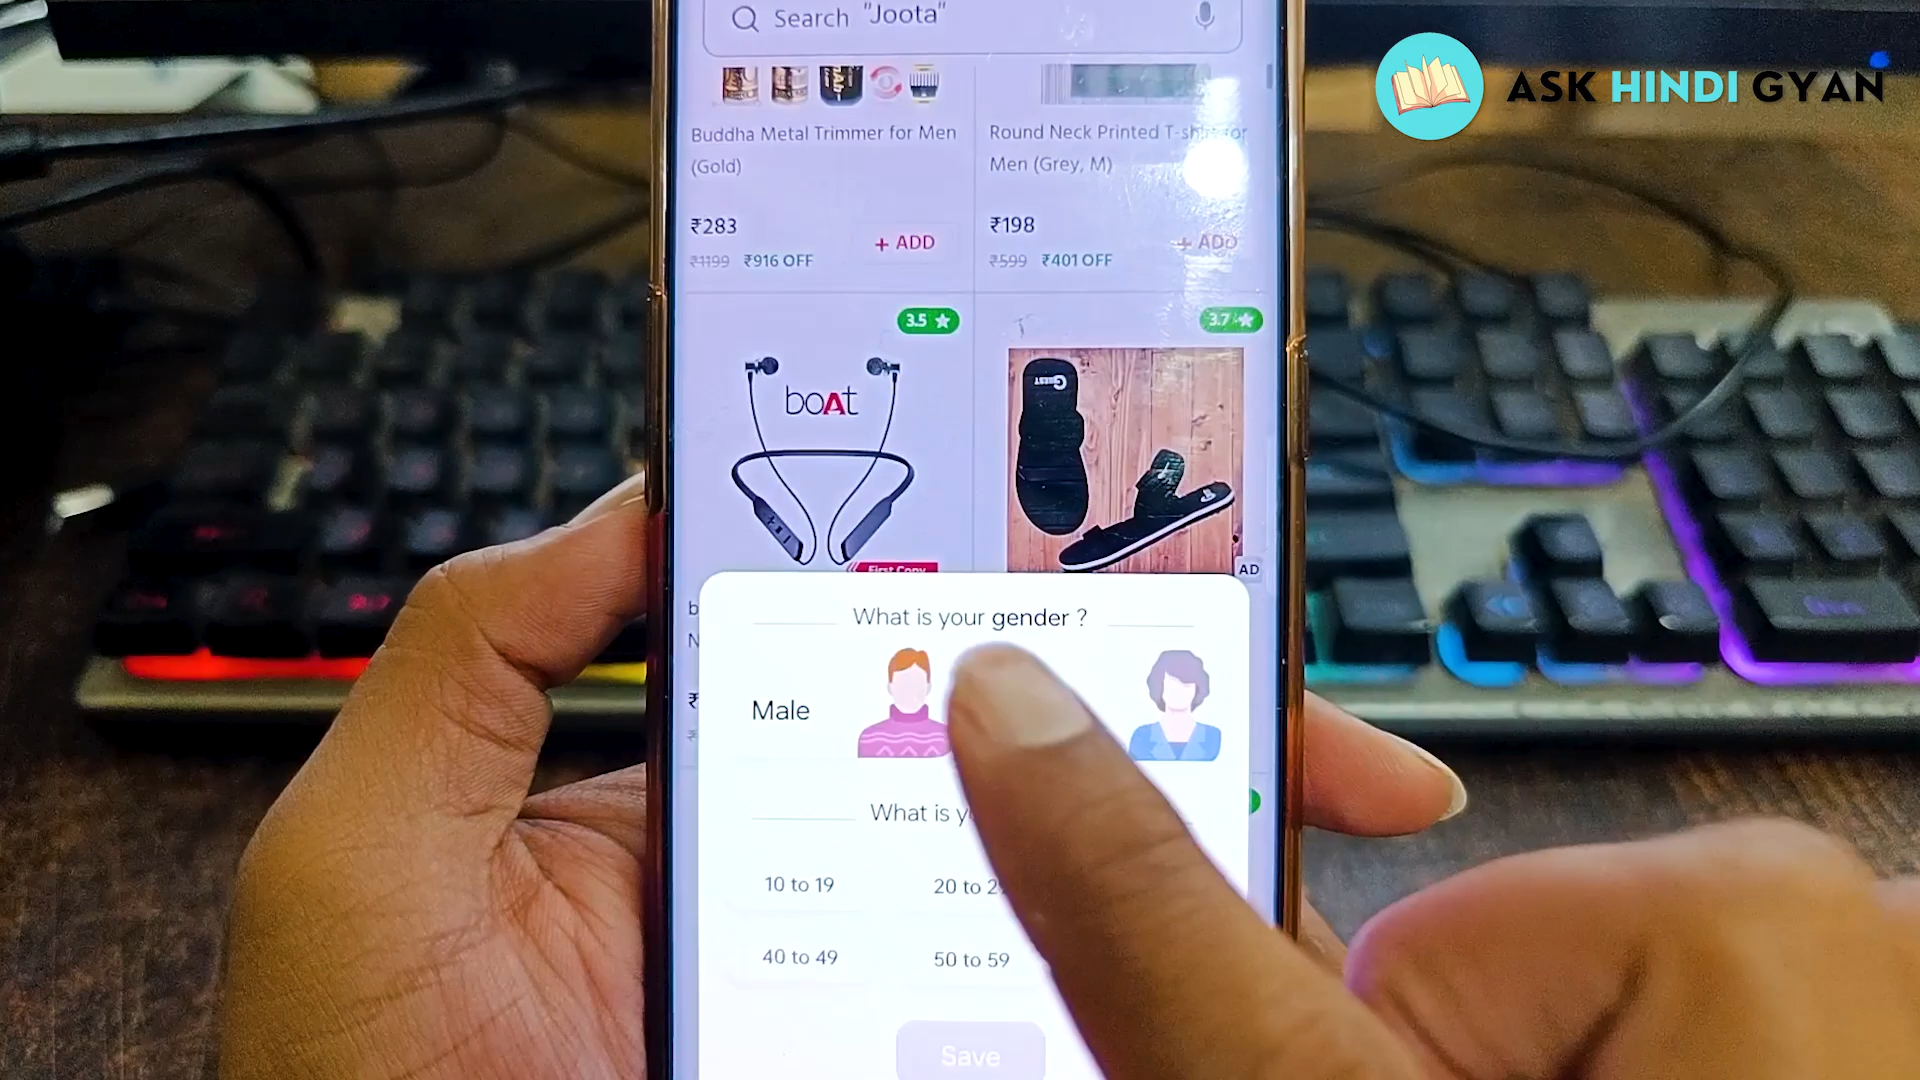 Search "Joota"
ASK HINDI GYAN
Buddha Metal Trimmer for Men
(Gold)
₹283
+ ADD
₹1199 ₹916 OFF
Round Neck Printed T-shirt for
Men (Grey, M)
₹198
+ ADD
₹599 ₹401 OFF
3.5
3.7
boAt
First Copy
AD
What is your gender ?
Male
What is
10 to 19
20 to
40 to 49
50 to 59
Save